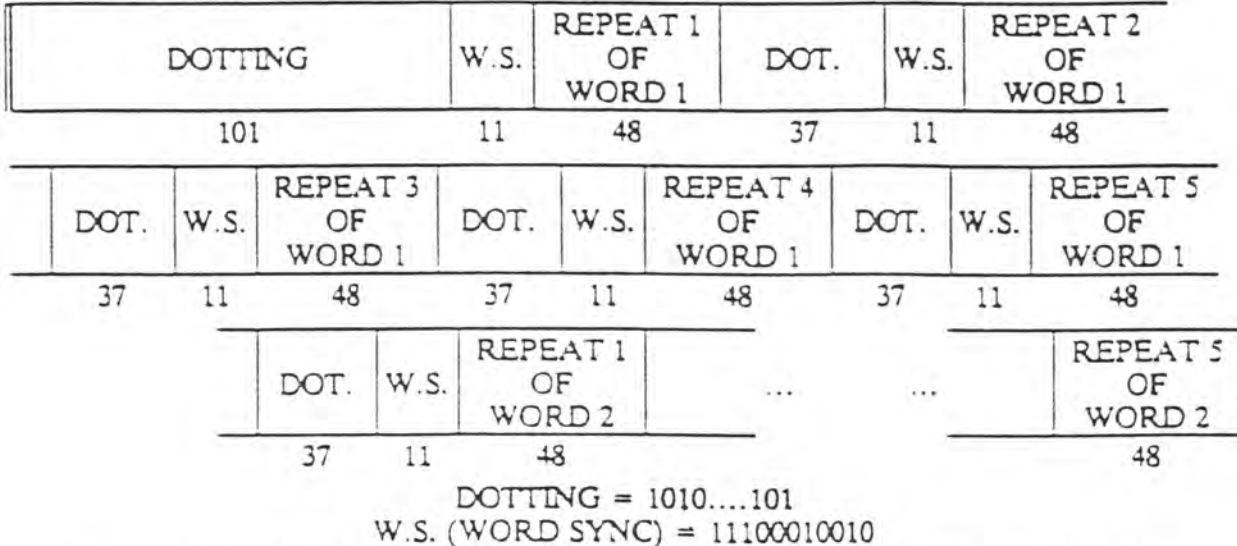 DOTTING W.S. REPEAT 1 OF WORD 1 DOT. W.S. REPEAT 2 OF WORD 1
101 11 48 37 11 48
DOT. W.S. REPEAT 3 OF WORD 1 DOT. W.S. REPEAT 4 OF WORD 1 DOT. W.S. REPEAT 5 OF WORD 1
37 11 48 37 11 48 37 11 48
DOT. W.S. REPEAT 1 OF WORD 2 ... ... REPEAT 5 OF WORD 2
37 11 48 48
DOTTING = 1010....101
W.S. (WORD SYNC) = 11100010010